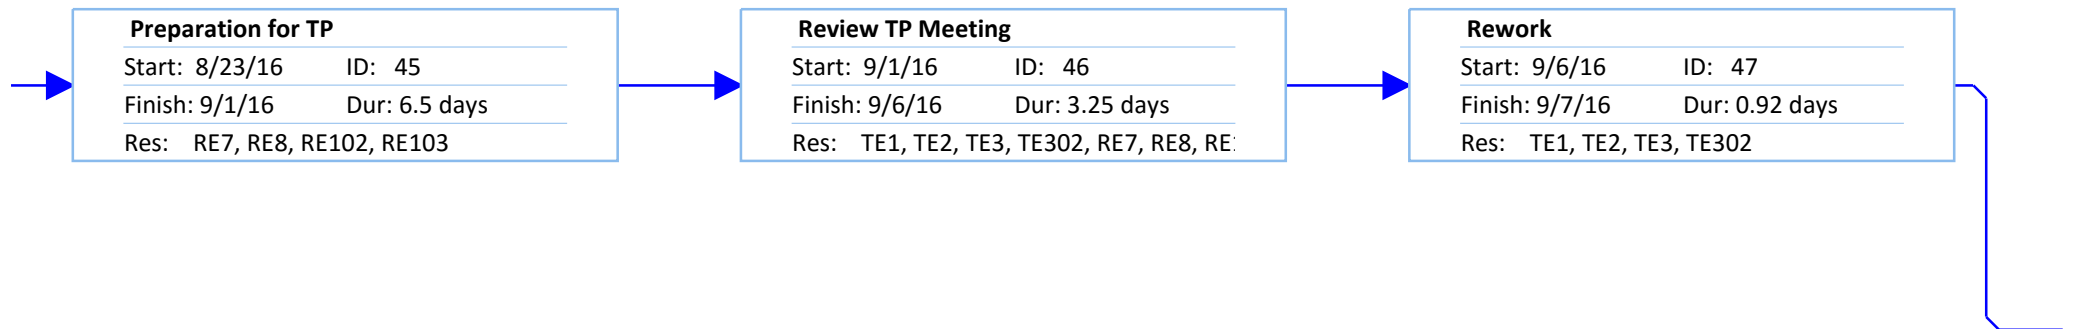 Preparation for TP
Start: 8/23/16 ID: 45
Finish: 9/1/16 Dur: 6.5 days
Res: RE7, RE8, RE102, RE103
Review TP Meeting
Start: 9/1/16 ID: 46
Finish: 9/6/16 Dur: 3.25 days
Res: TE1, TE2, TE3, TE302, RE7, RE8,
Rework
Start: 9/6/16 ID: 47
Finish: 9/7/16 Dur: 0.92 days
Res: TE1, TE2, TE3, TE302